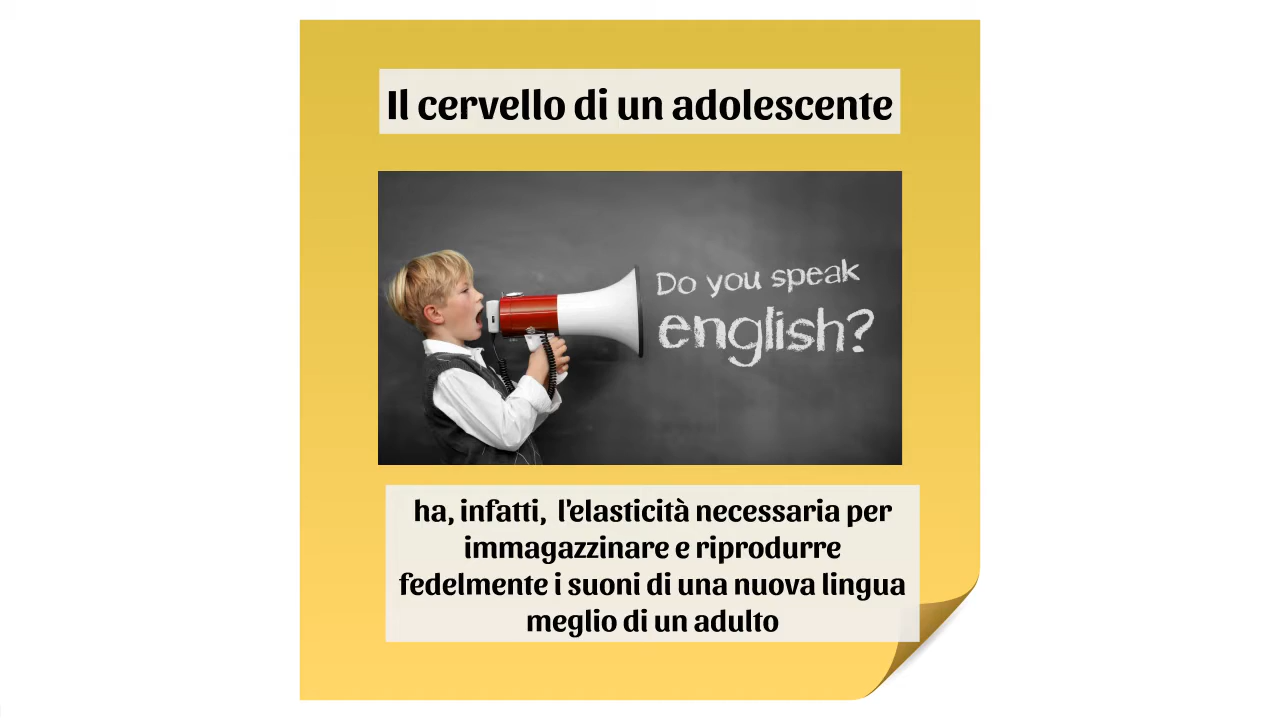 Il cervello di un adolescente
Do you speak
english?
ha, infatti,  l'elasticità necessaria per
immagazzinare e riprodurre
fedelmente i suoni di una nuova lingua
meglio di un adulto